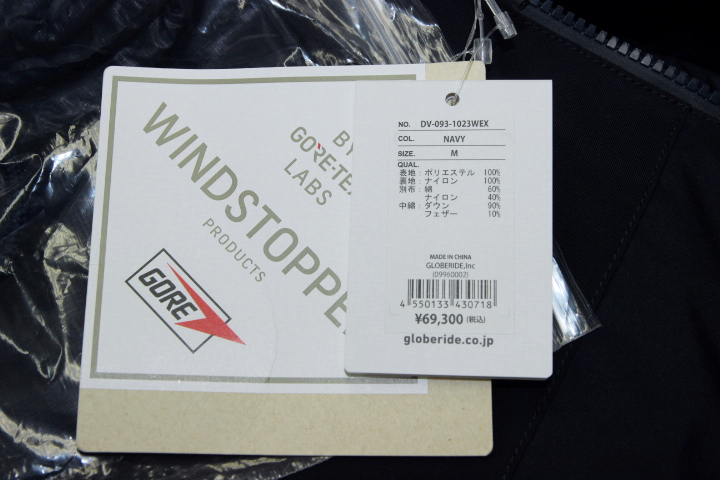 BY
GORE-TEX
LABS
WINDSTOPPER
PRODUCTS
GORE
NO. DV-093-1023WEX
COL. NAVY
SIZE. M
QUAL.
表地:ポリエステル 100%
裏地:ナイロン 100%
別布:綿 60%
ナイロン 40%
中綿:ダウン 90%
フェザー 10%
MADE IN CHINA
GLOBERIDE,Inc
(09960002)
4 550133 430718
¥69,300(税込)
globeride.co.jp